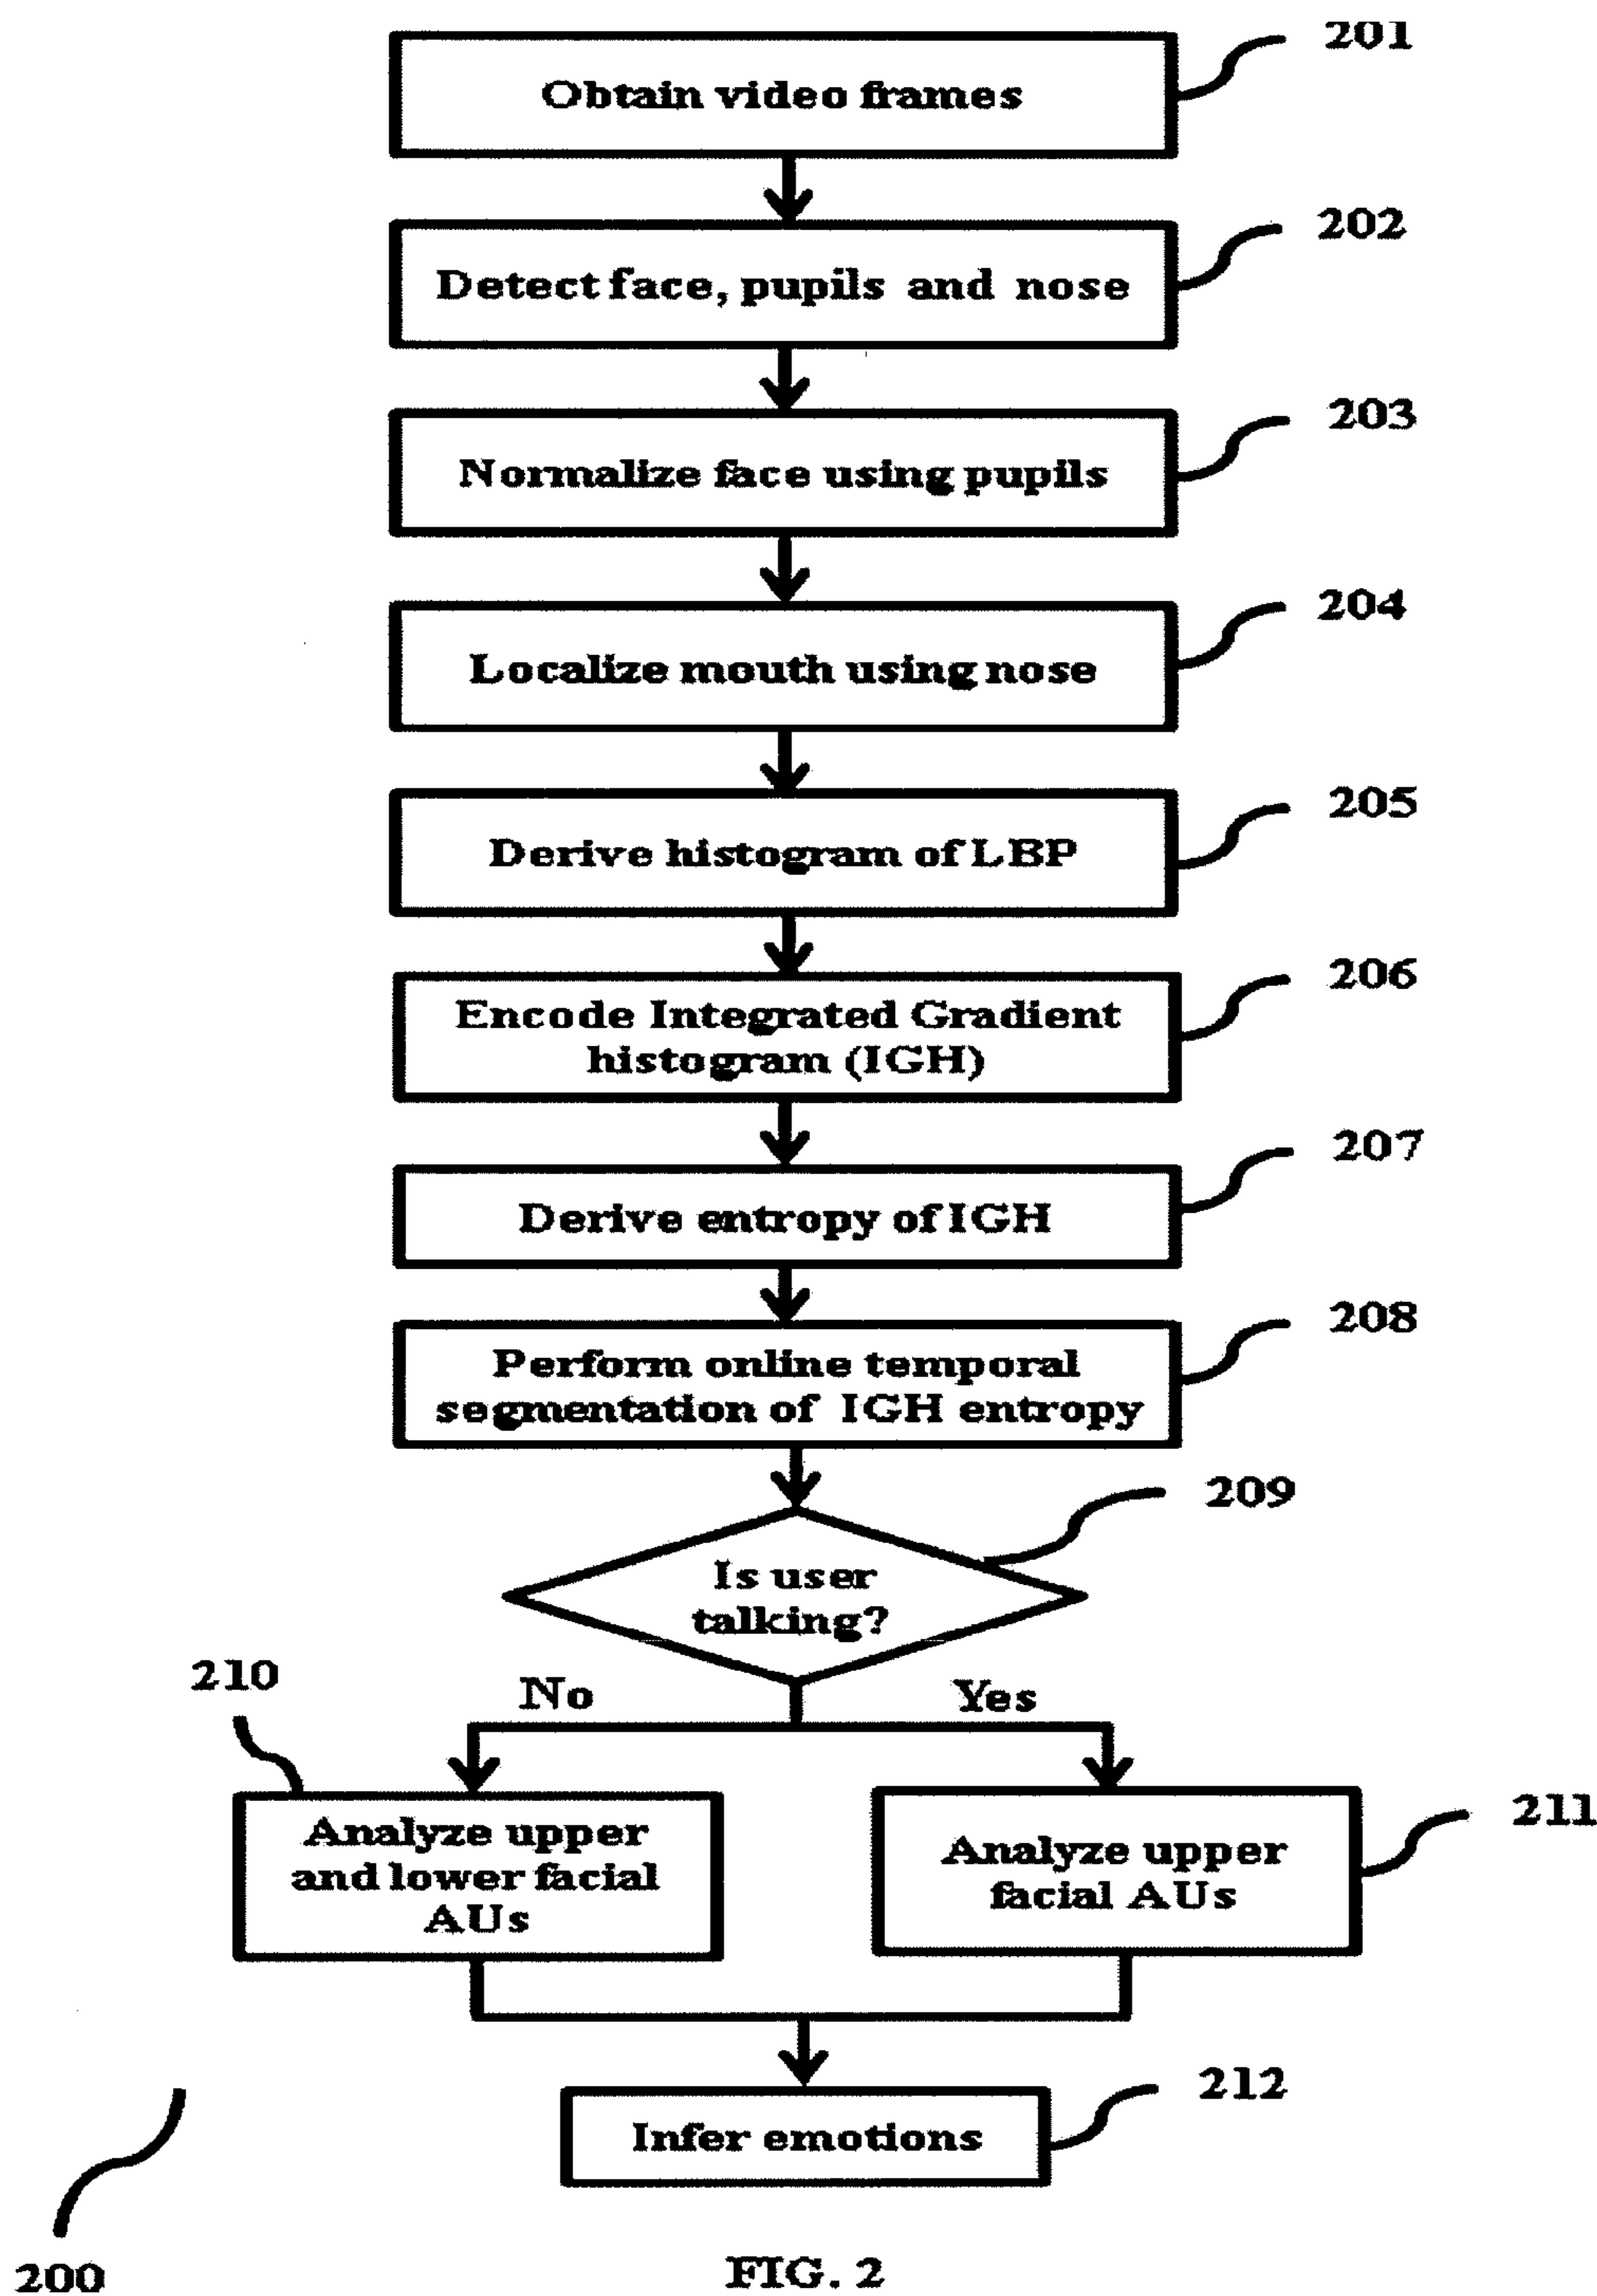 201
Obtain video frames
202
Detect face, pupils and nose
203
Normalize face using pupils
204
Localize mouth using nose
205
Derive histogram of LBP
206
Encode Integrated Gradient
histogram (IGH)
207
Derive entropy of IGH
208
Perform online temporal
segmentation of IGH entropy
209
Is user
talking?
210
No
Yes
Analyze upper
and lower facial
AUs
211
Analyze upper
facial AUs
212
Infer emotions
200
FIG. 2